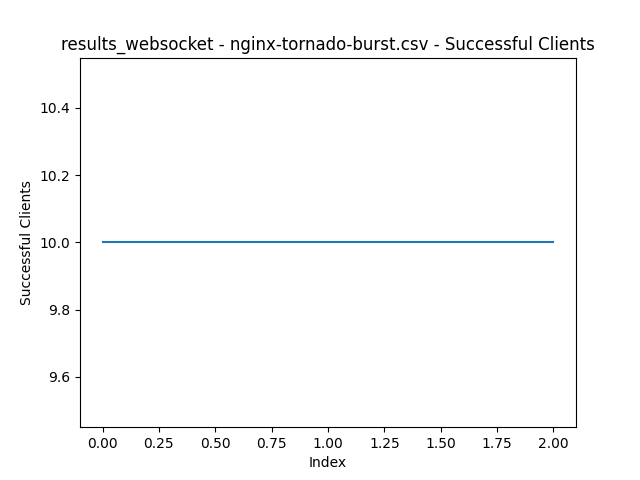 results_websocket - nginx-tornado-burst.csv - Successful Clients
10.4
10.2
10.0
9.8
9.6
Successful Clients
0.00 0.25 0.50 0.75 1.00 1.25 1.50 1.75 2.00
Index